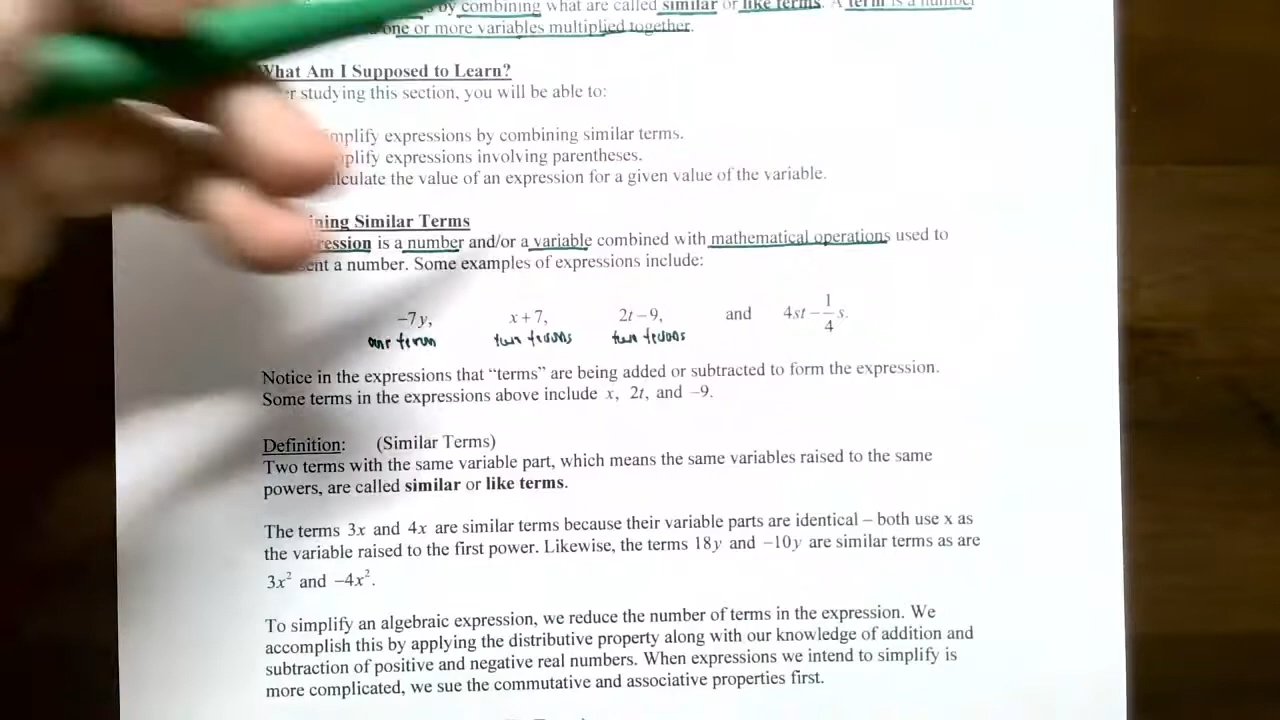 by combining what are called similar or like terms. A term is a number
one or more variables multiplied together.
What Am I Supposed to Learn?
studying this section, you will be able to:
mplify expressions by combining similar terms.
plify expressions involving parentheses.
lculate the value of an expression for a given value of the variable.
ining Similar Terms
ression is a number and/or a variable combined with mathematical operations used to
ent a number. Some examples of expressions include:
−7y, x+7, 2t−9, and 4st−1/4 s.
one term two terms two terms
Notice in the expressions that “terms” are being added or subtracted to form the expression.
Some terms in the expressions above include x, 2t, and −9.
Definition: (Similar Terms)
Two terms with the same variable part, which means the same variables raised to the same
powers, are called similar or like terms.
The terms 3x and 4x are similar terms because their variable parts are identical – both use x as
the variable raised to the first power. Likewise, the terms 18y and −10y are similar terms as are
3x² and −4x².
To simplify an algebraic expression, we reduce the number of terms in the expression. We
accomplish this by applying the distributive property along with our knowledge of addition and
subtraction of positive and negative real numbers. When expressions we intend to simplify is
more complicated, we sue the commutative and associative properties first.